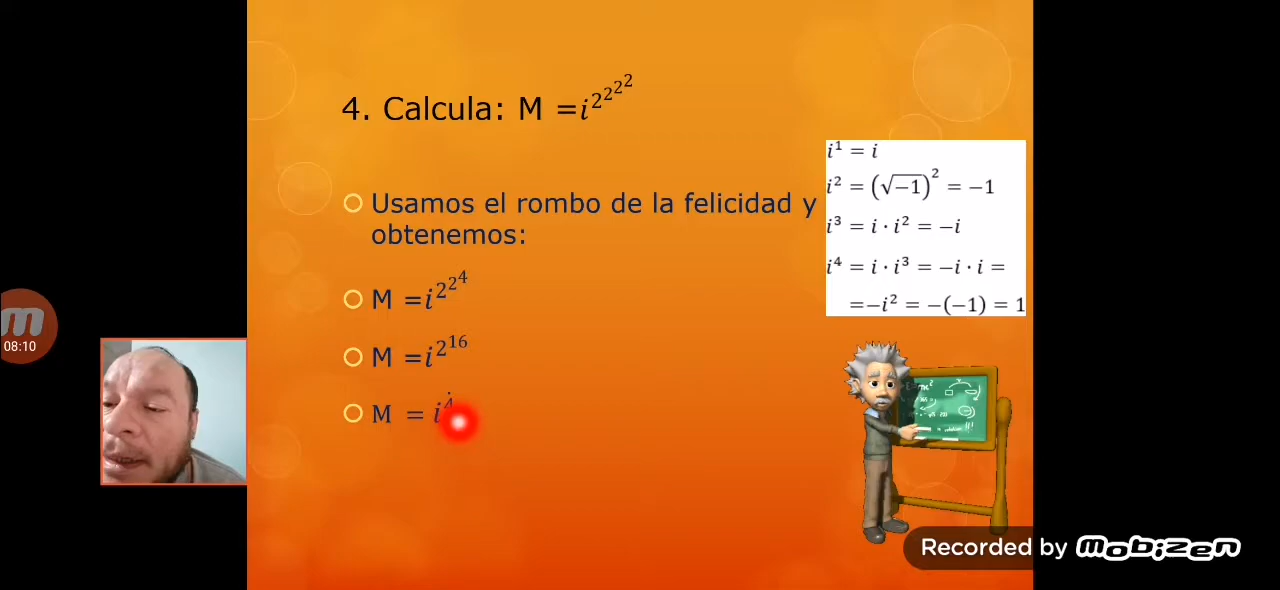 4. Calcula: M =i^2^2^2^2
Usamos el rombo de la felicidad y
obtenemos:
M =i^2^2^4
M =i^2^16
M = i^4̇
i¹ = i
i² = (√−1)² = −1
i³ = i · i² = −i
i⁴ = i · i³ = −i · i =
=−i² = −(−1) = 1
08:10
Recorded by mobizen